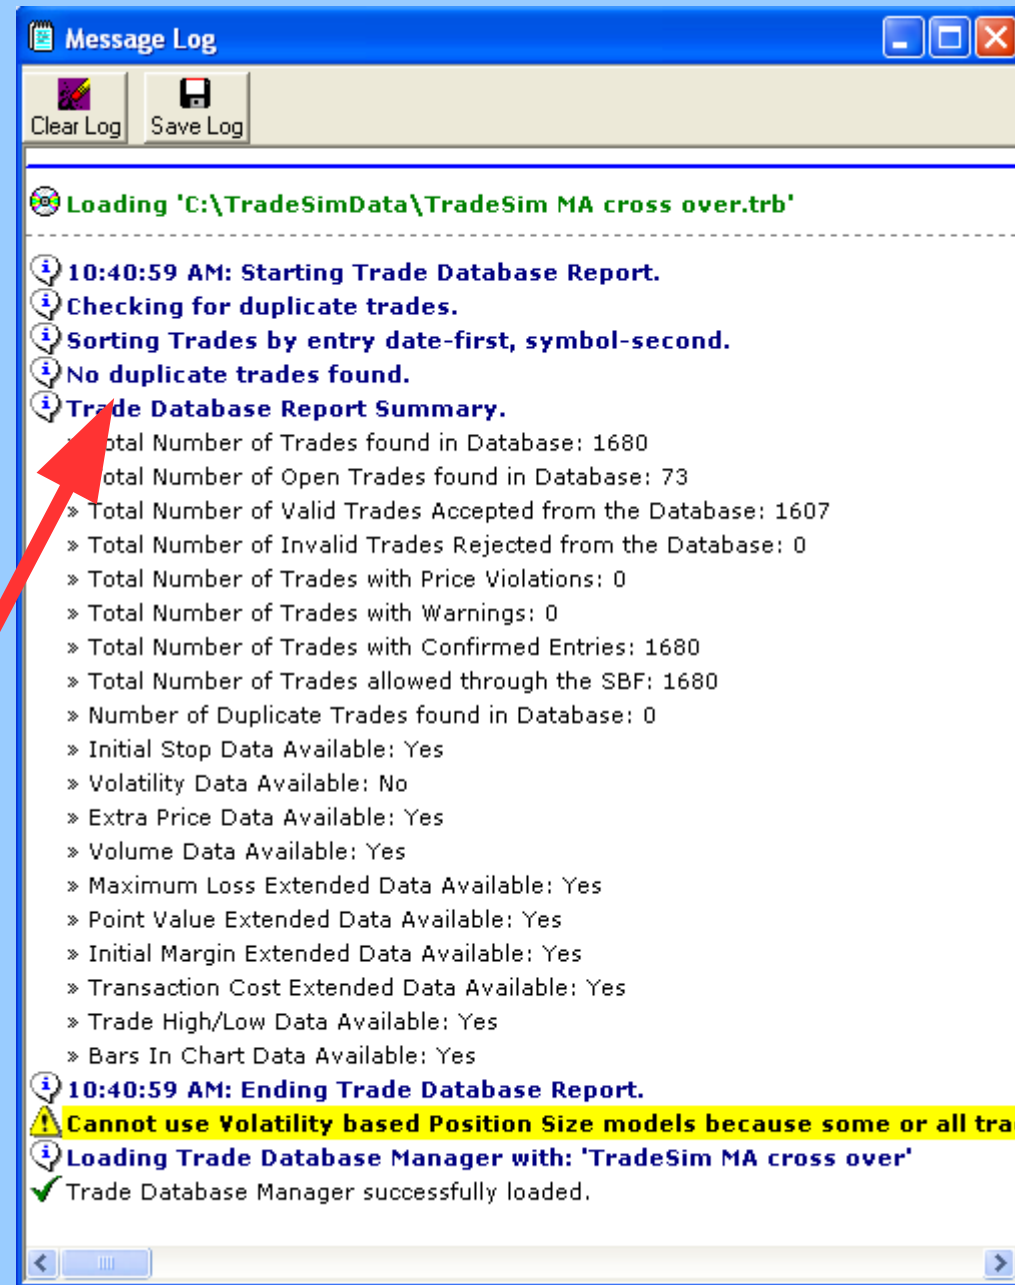 Message Log
Clear Log Save Log
Loading 'C:\TradeSimData\TradeSim MA cross over.trb'
10:40:59 AM: Starting Trade Database Report.
Checking for duplicate trades.
Sorting Trades by entry date-first, symbol-second.
No duplicate trades found.
Trade Database Report Summary.
» Total Number of Trades found in Database: 1680
Total Number of Open Trades found in Database: 73
» Total Number of Valid Trades Accepted from the Database: 1607
» Total Number of Invalid Trades Rejected from the Database: 0
» Total Number of Trades with Price Violations: 0
» Total Number of Trades with Warnings: 0
» Total Number of Trades with Confirmed Entries: 1680
» Total Number of Trades allowed through the SBF: 1680
» Number of Duplicate Trades found in Database: 0
» Initial Stop Data Available: Yes
» Volatility Data Available: No
» Extra Price Data Available: Yes
» Volume Data Available: Yes
» Maximum Loss Extended Data Available: Yes
» Point Value Extended Data Available: Yes
» Initial Margin Extended Data Available: Yes
» Transaction Cost Extended Data Available: Yes
» Trade High/Low Data Available: Yes
» Bars In Chart Data Available: Yes
10:40:59 AM: Ending Trade Database Report.
Cannot use Volatility based Position Size models because some or all tra
Loading Trade Database Manager with: 'TradeSim MA cross over'
Trade Database Manager successfully loaded.